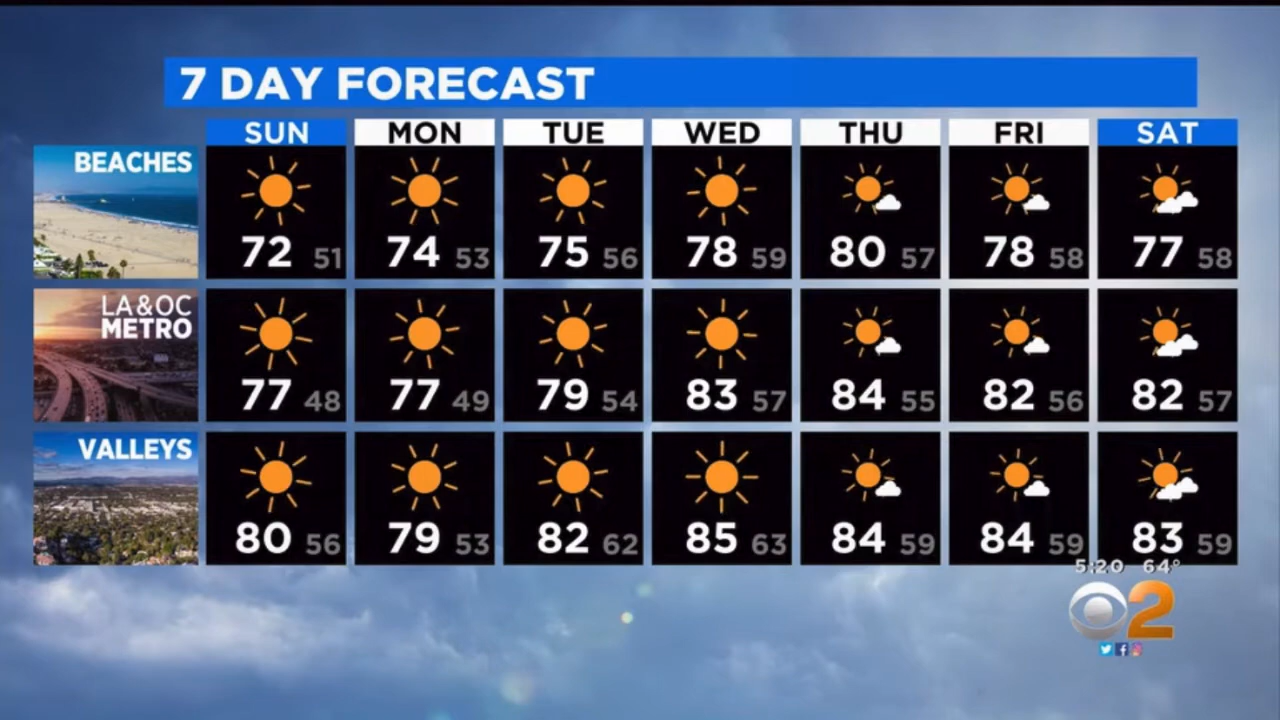 7 DAY FORECAST
SUN MON TUE WED THU FRI SAT
BEACHES
72 51 74 53 75 56 78 59 80 57 78 58 77 58
LA&OC
METRO
77 48 77 49 79 54 83 57 84 55 82 56 82 57
VALLEYS
80 56 79 53 82 62 85 63 84 59 84 59 83 59
5:20 64°
2